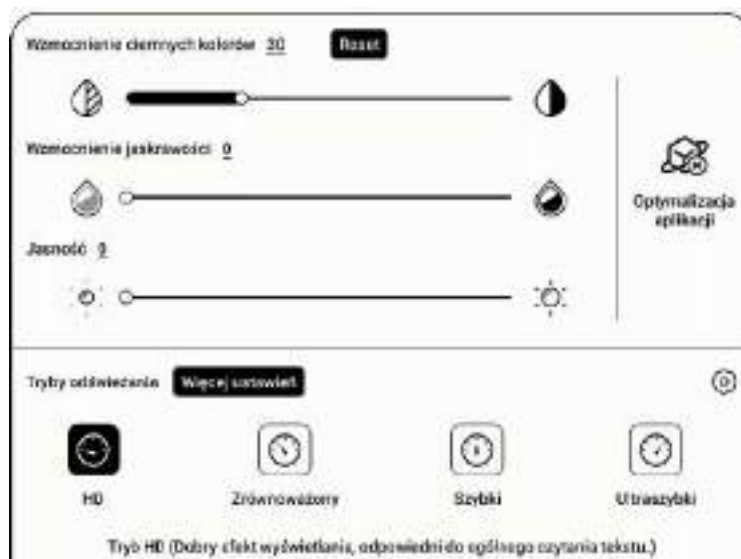 Wzmocnienie ciemnych kolorów 30 Reset
Wzmocnienie jaskrawości 0
Optymalizacja
aplikacji
Jasność 0
Tryby odświeżania Więcej ustawień
HD Zrównoważony Szybki Ultraszybki
Tryb HD (Dobry efekt wyświetlania, odpowiedni do ogólnego czytania tekstu.)